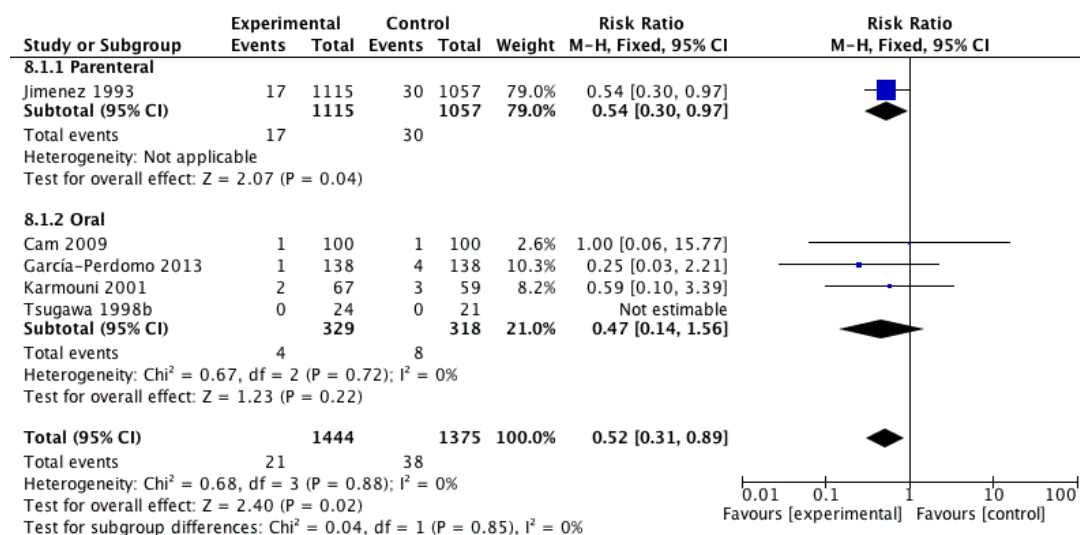 Experimental Control Risk Ratio Risk Ratio
Study or Subgroup Events Total Events Total Weight M-H, Fixed, 95% CI M-H, Fixed, 95% CI
8.1.1 Parenteral
Jimenez 1993 17 1115 30 1057 79.0% 0.54 [0.30, 0.97]
Subtotal (95% CI) 1115 1057 79.0% 0.54 [0.30, 0.97]
Total events 17 30
Heterogeneity: Not applicable
Test for overall effect: Z = 2.07 (P = 0.04)
8.1.2 Oral
Cam 2009 1 100 1 100 2.6% 1.00 [0.06, 15.77]
García-Perdomo 2013 1 138 4 138 10.3% 0.25 [0.03, 2.21]
Karmouni 2001 2 67 3 59 8.2% 0.59 [0.10, 3.39]
Tsugawa 1998b 0 24 0 21 Not estimable
Subtotal (95% CI) 329 318 21.0% 0.47 [0.14, 1.56]
Total events 4 8
Heterogeneity: Chi² = 0.67, df = 2 (P = 0.72); I² = 0%
Test for overall effect: Z = 1.23 (P = 0.22)
Total (95% CI) 1444 1375 100.0% 0.52 [0.31, 0.89]
Total events 21 38
Heterogeneity: Chi² = 0.68, df = 3 (P = 0.88); I² = 0%
Test for overall effect: Z = 2.40 (P = 0.02)
Test for subgroup differences: Chi² = 0.04, df = 1 (P = 0.85), I² = 0%
0.01 0.1 1 10 100
Favours [experimental] Favours [control]